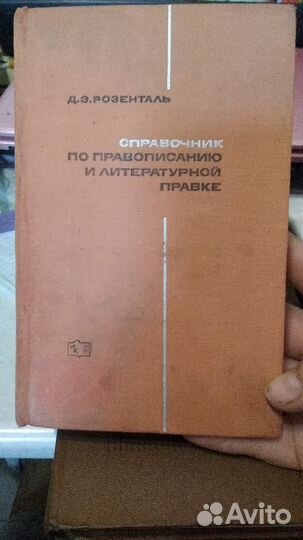 Д.Э.РОЗЕНТАЛЬ
СПРАВОЧНИК
ПО ПРАВОПИСАНИЮ
И ЛИТЕРАТУРНОЙ
ПРАВКЕ
Avito